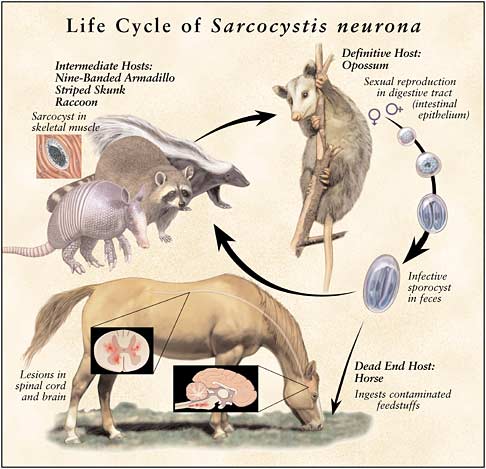 Life Cycle of Sarcocystis neurona
Intermediate Hosts:
Nine-Banded Armadillo
Striped Skunk
Raccoon
Sarcocyst in
skeletal muscle
Definitive Host:
Opossum
Sexual reproduction
in digestive tract
(intestinal
epithelium)
♀ ♀
Infective
sporocyst
in feces
Lesions in
spinal cord
and brain
Dead End Host:
Horse
Ingests contaminated
feedstuffs